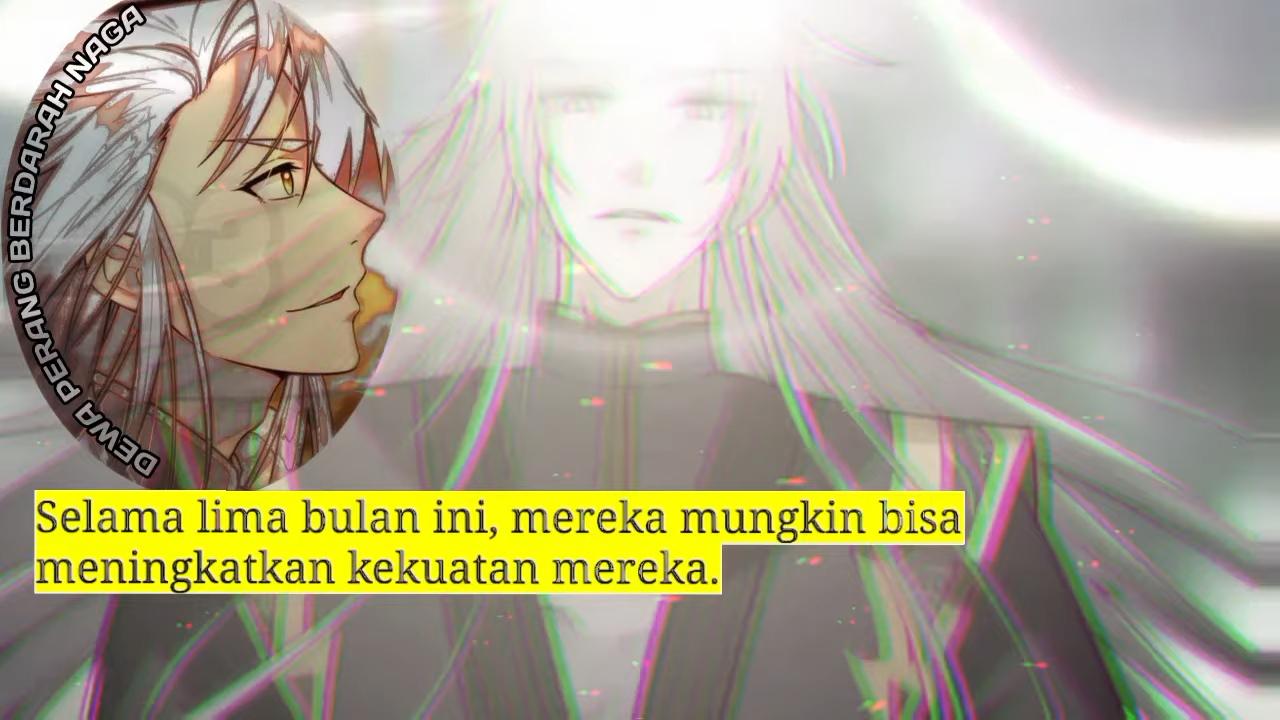 DEWA PERANG BERDARAH NAGA
Selama lima bulan ini, mereka mungkin bisa
meningkatkan kekuatan mereka.